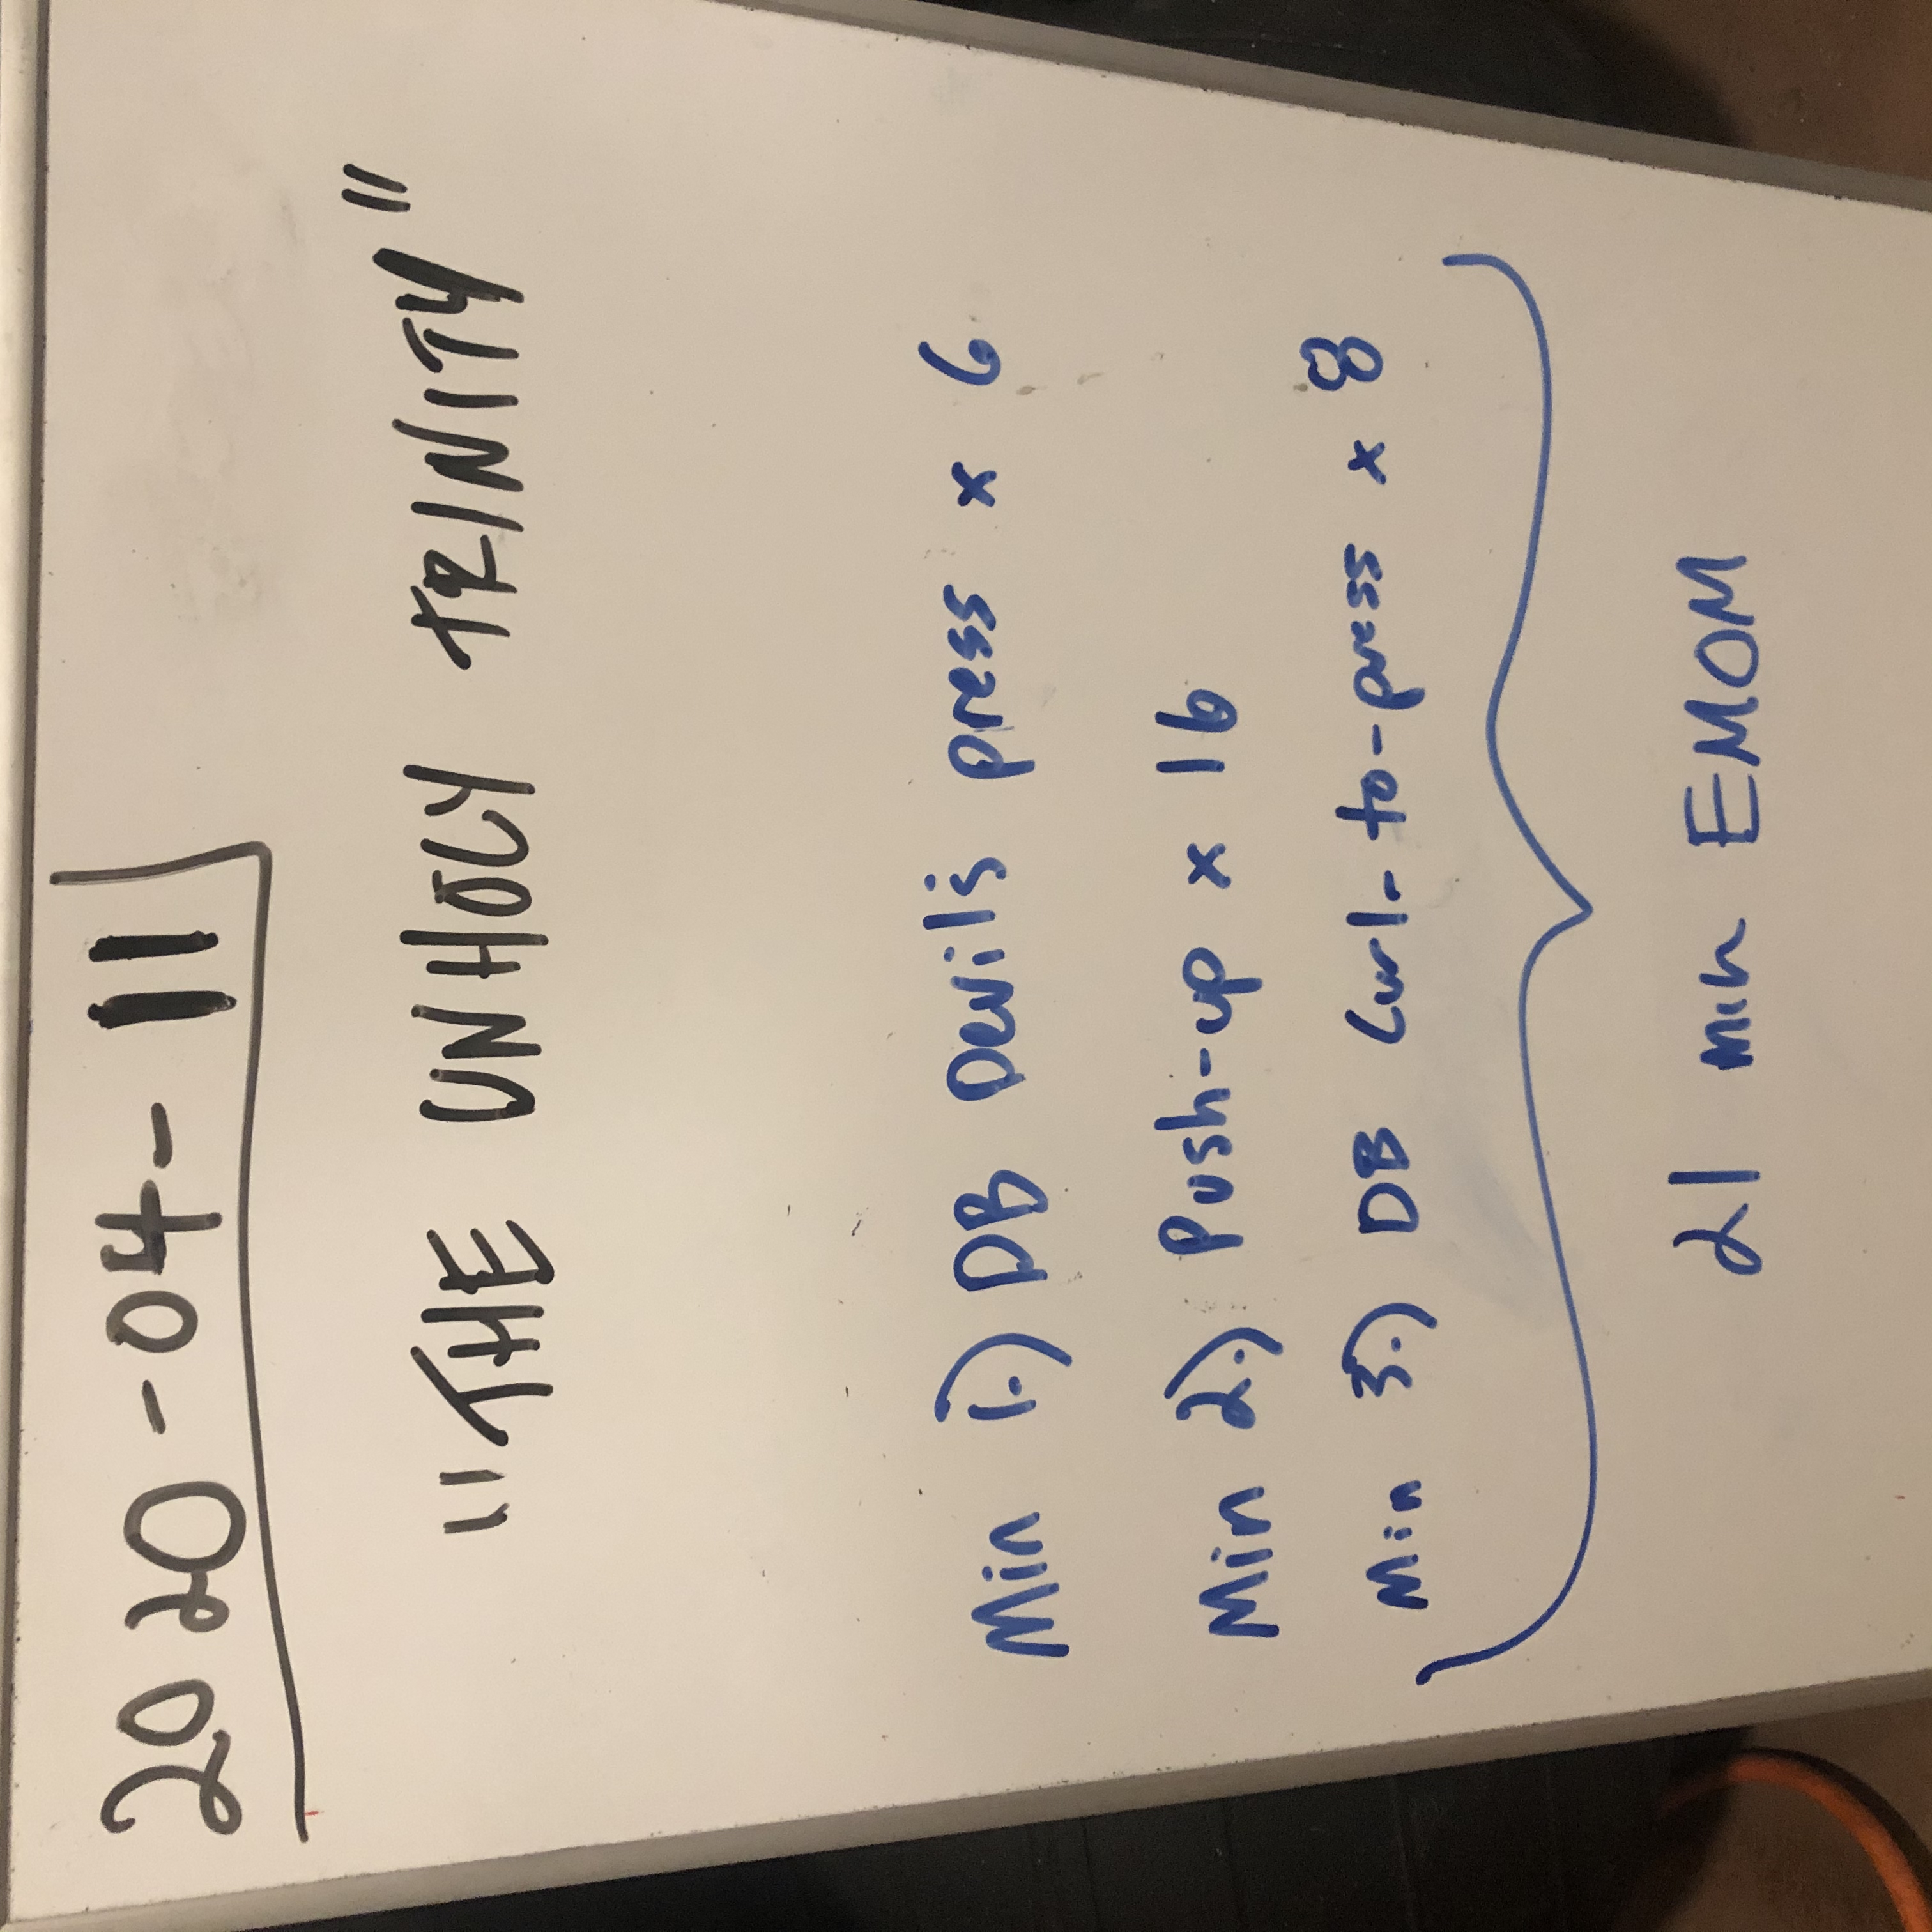 2020-04-11
"THE UNHOLY TRINITY"
Min 1.) DB Devil's press x 6
Min 2.) Push-up x 16
Min 3.) DB Curl-to-press x 8
21 min EMOM